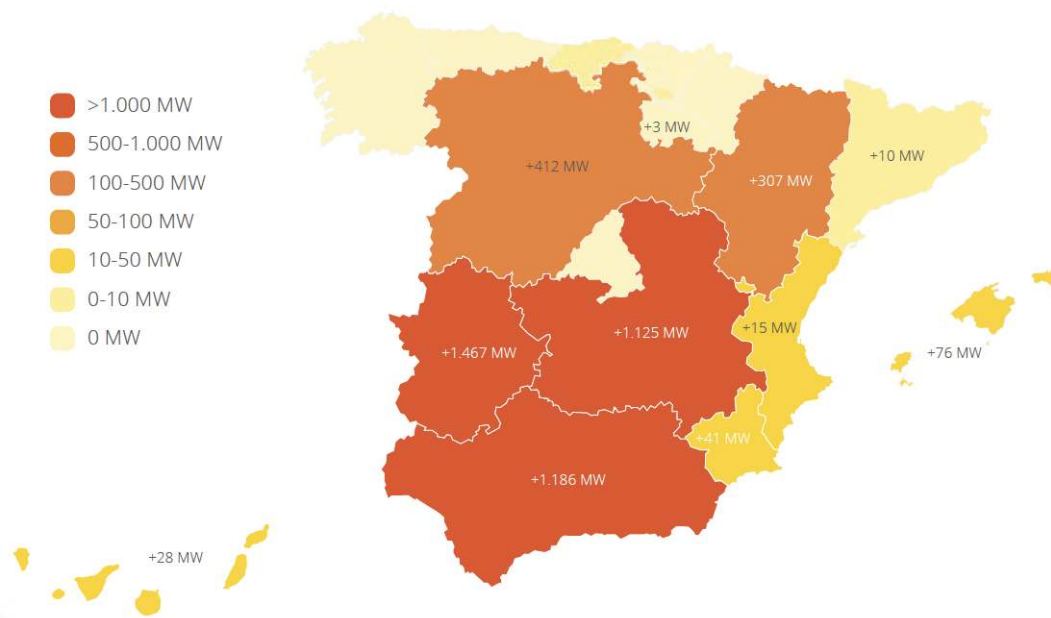 >1.000 MW
500-1.000 MW
100-500 MW
50-100 MW
10-50 MW
0-10 MW
0 MW
+3 MW
+10 MW
+412 MW
+307 MW
+15 MW
+1.125 MW
+1.467 MW
+76 MW
+41 MW
+1.186 MW
+28 MW